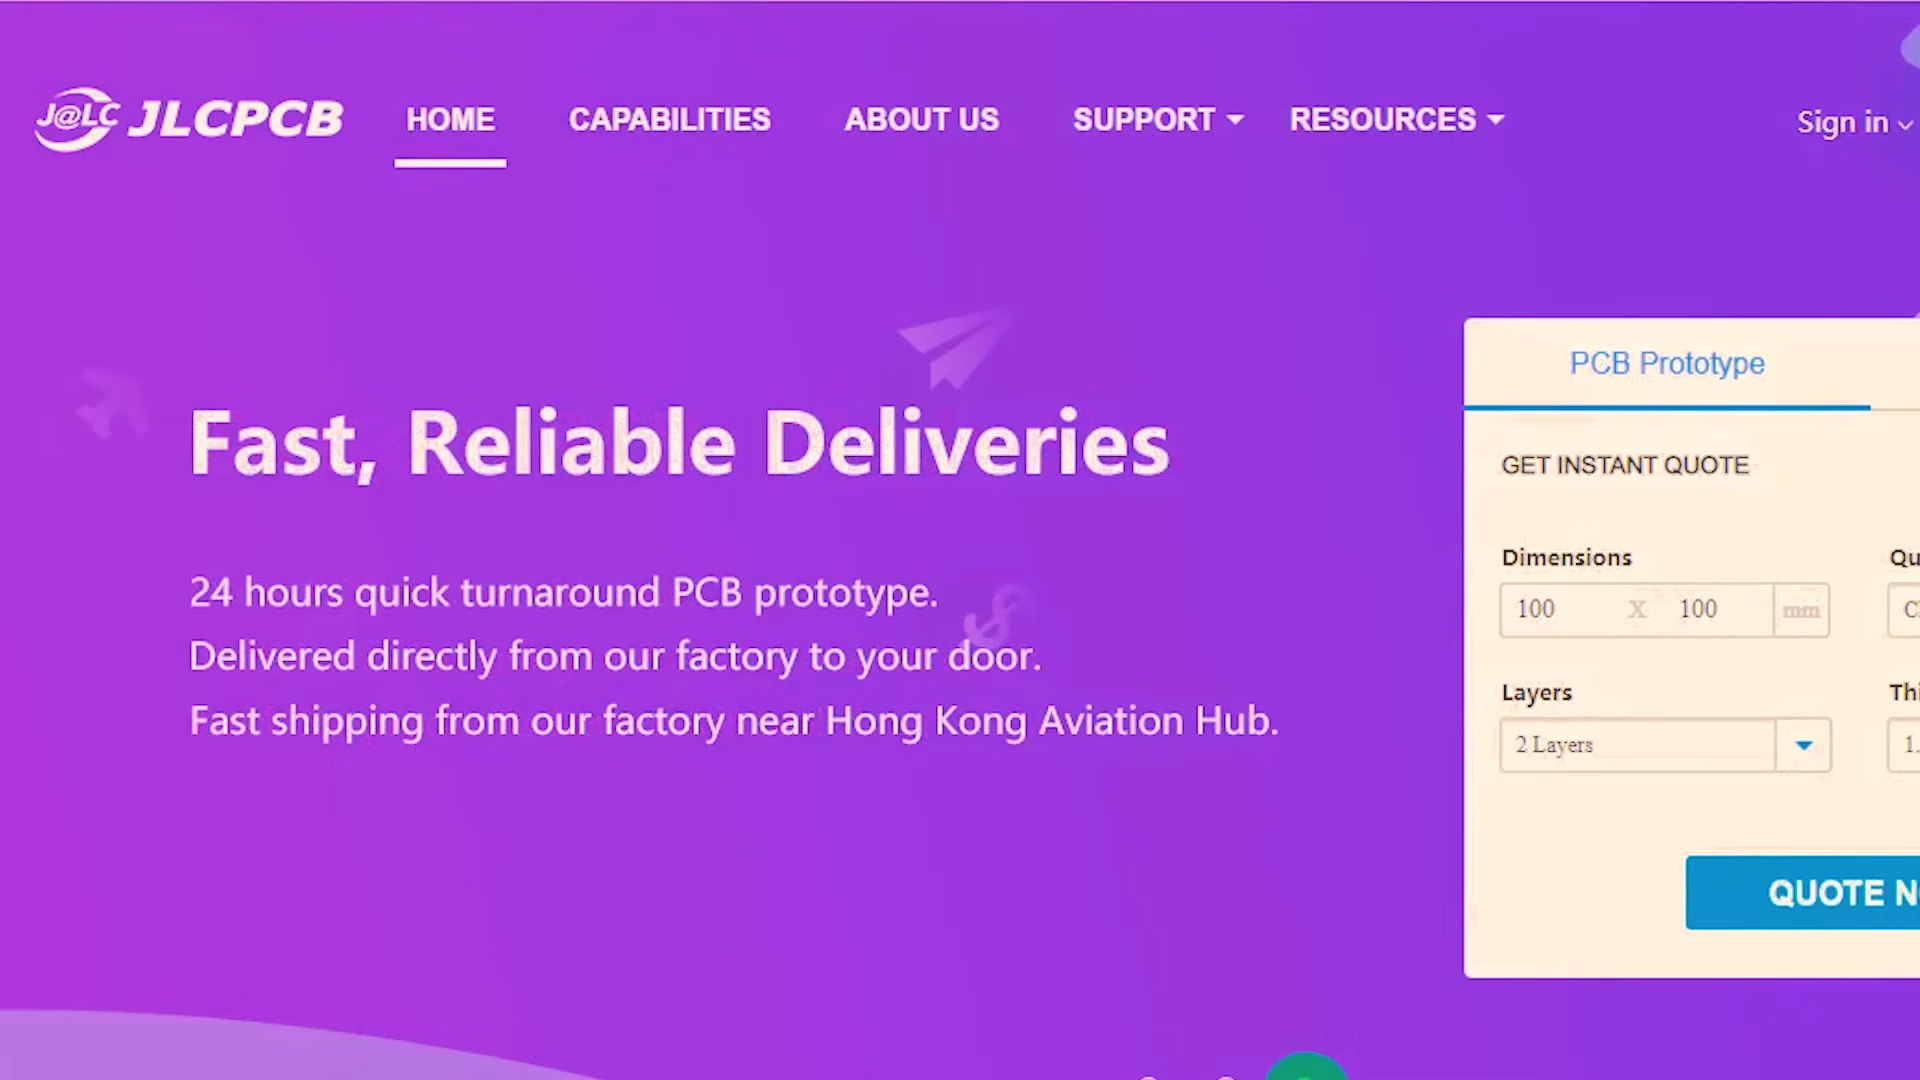 J@LC JLCPCB HOME CAPABILITIES ABOUT US SUPPORT RESOURCES Sign in
Fast, Reliable Deliveries
24 hours quick turnaround PCB prototype.
Delivered directly from our factory to your door.
Fast shipping from our factory near Hong Kong Aviation Hub.
PCB Prototype
GET INSTANT QUOTE
Dimensions
100 X 100 mm
Layers
2 Layers
QUOTE